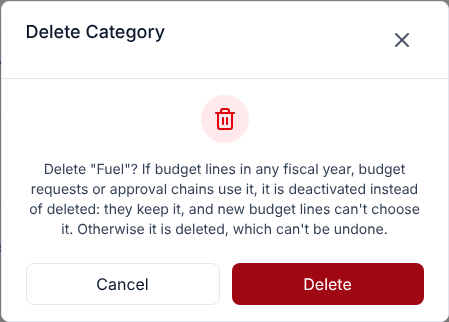 Delete Category
Delete "Fuel"? If budget lines in any fiscal year, budget
requests or approval chains use it, it is deactivated instead
of deleted: they keep it, and new budget lines can't choose
it. Otherwise it is deleted, which can't be undone.
Cancel
Delete